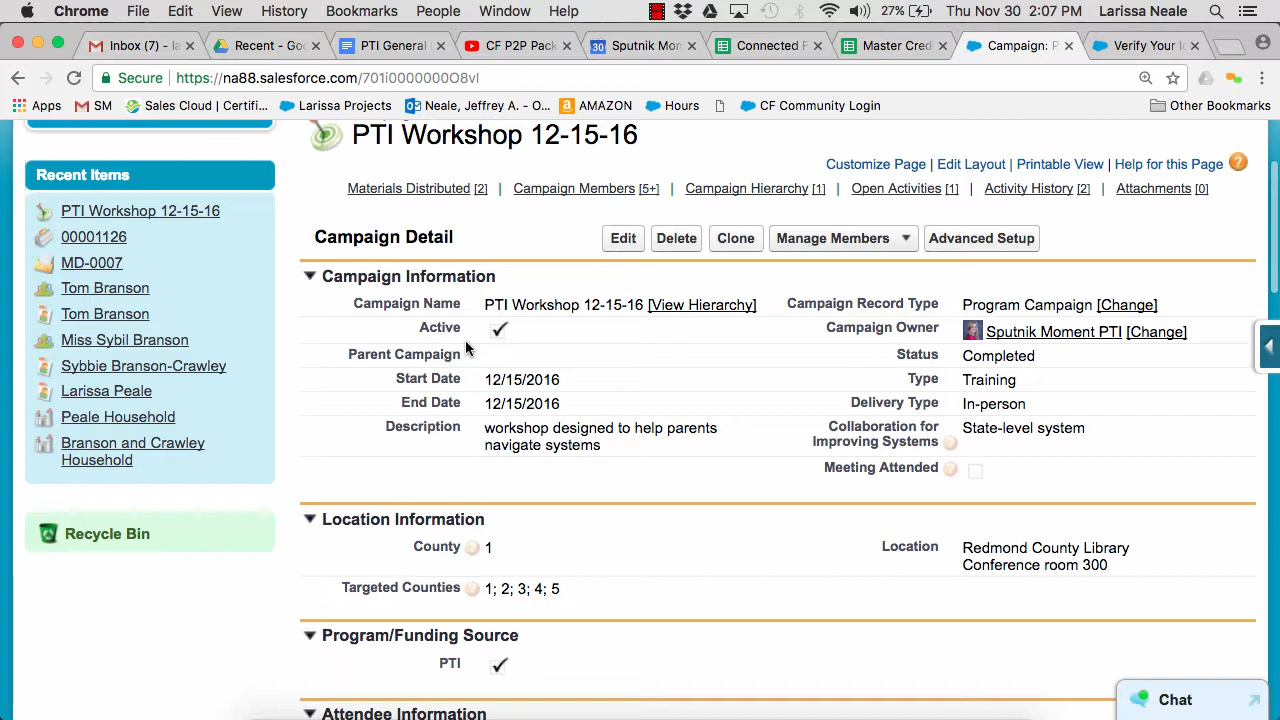 Chrome File Edit View History Bookmarks People Window Help 27% Thu Nov 30 2:07 PM Larissa Neale
Inbox (7) - la Recent - Goo PTI General CF P2P Pack Sputnik Mon Connected F Master Cred Campaign: P Verify Your I
Secure https://na88.salesforce.com/701i0000000O8vl
Apps SM Sales Cloud | Certifi... Larissa Projects Neale, Jeffrey A. - O... AMAZON Hours CF Community Login Other Bookmarks
PTI Workshop 12-15-16
Customize Page | Edit Layout | Printable View | Help for this Page
Recent Items
Materials Distributed [2] | Campaign Members [5+] | Campaign Hierarchy [1] | Open Activities [1] | Activity History [2] | Attachments [0]
PTI Workshop 12-15-16
00001126
MD-0007
Tom Branson
Tom Branson
Miss Sybil Branson
Sybbie Branson-Crawley
Larissa Peale
Peale Household
Branson and Crawley
Household
Recycle Bin
Campaign Detail Edit Delete Clone Manage Members Advanced Setup
Campaign Information
Campaign Name PTI Workshop 12-15-16 [View Hierarchy] Campaign Record Type Program Campaign [Change]
Active Campaign Owner Sputnik Moment PTI [Change]
Parent Campaign Status Completed
Start Date 12/15/2016 Type Training
End Date 12/15/2016 Delivery Type In-person
Description workshop designed to help parents Collaboration for State-level system
navigate systems Improving Systems
Meeting Attended
Location Information
County 1 Location Redmond County Library
Conference room 300
Targeted Counties 1; 2; 3; 4; 5
Program/Funding Source
PTI
Attendee Information
Chat